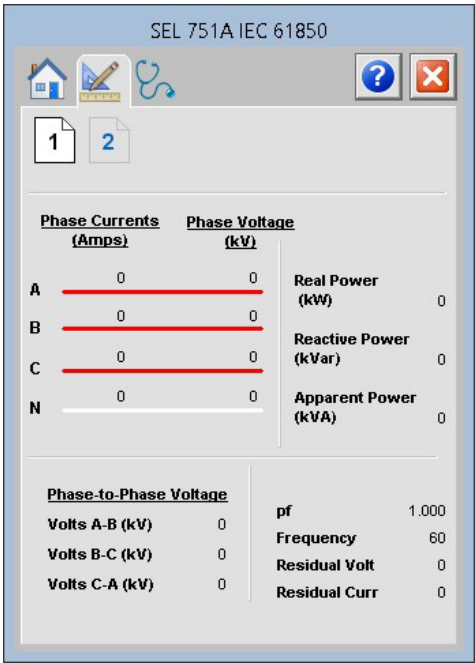 SEL 751A IEC 61850
?
1 2
Phase Currents Phase Voltage
(Amps) (kV)
A 0 0
B 0 0
C 0 0
N 0 0
Real Power
(kW) 0
Reactive Power
(kVar) 0
Apparent Power
(kVA) 0
Phase-to-Phase Voltage
Volts A-B (kV) 0
Volts B-C (kV) 0
Volts C-A (kV) 0
pf 1.000
Frequency 60
Residual Volt 0
Residual Curr 0